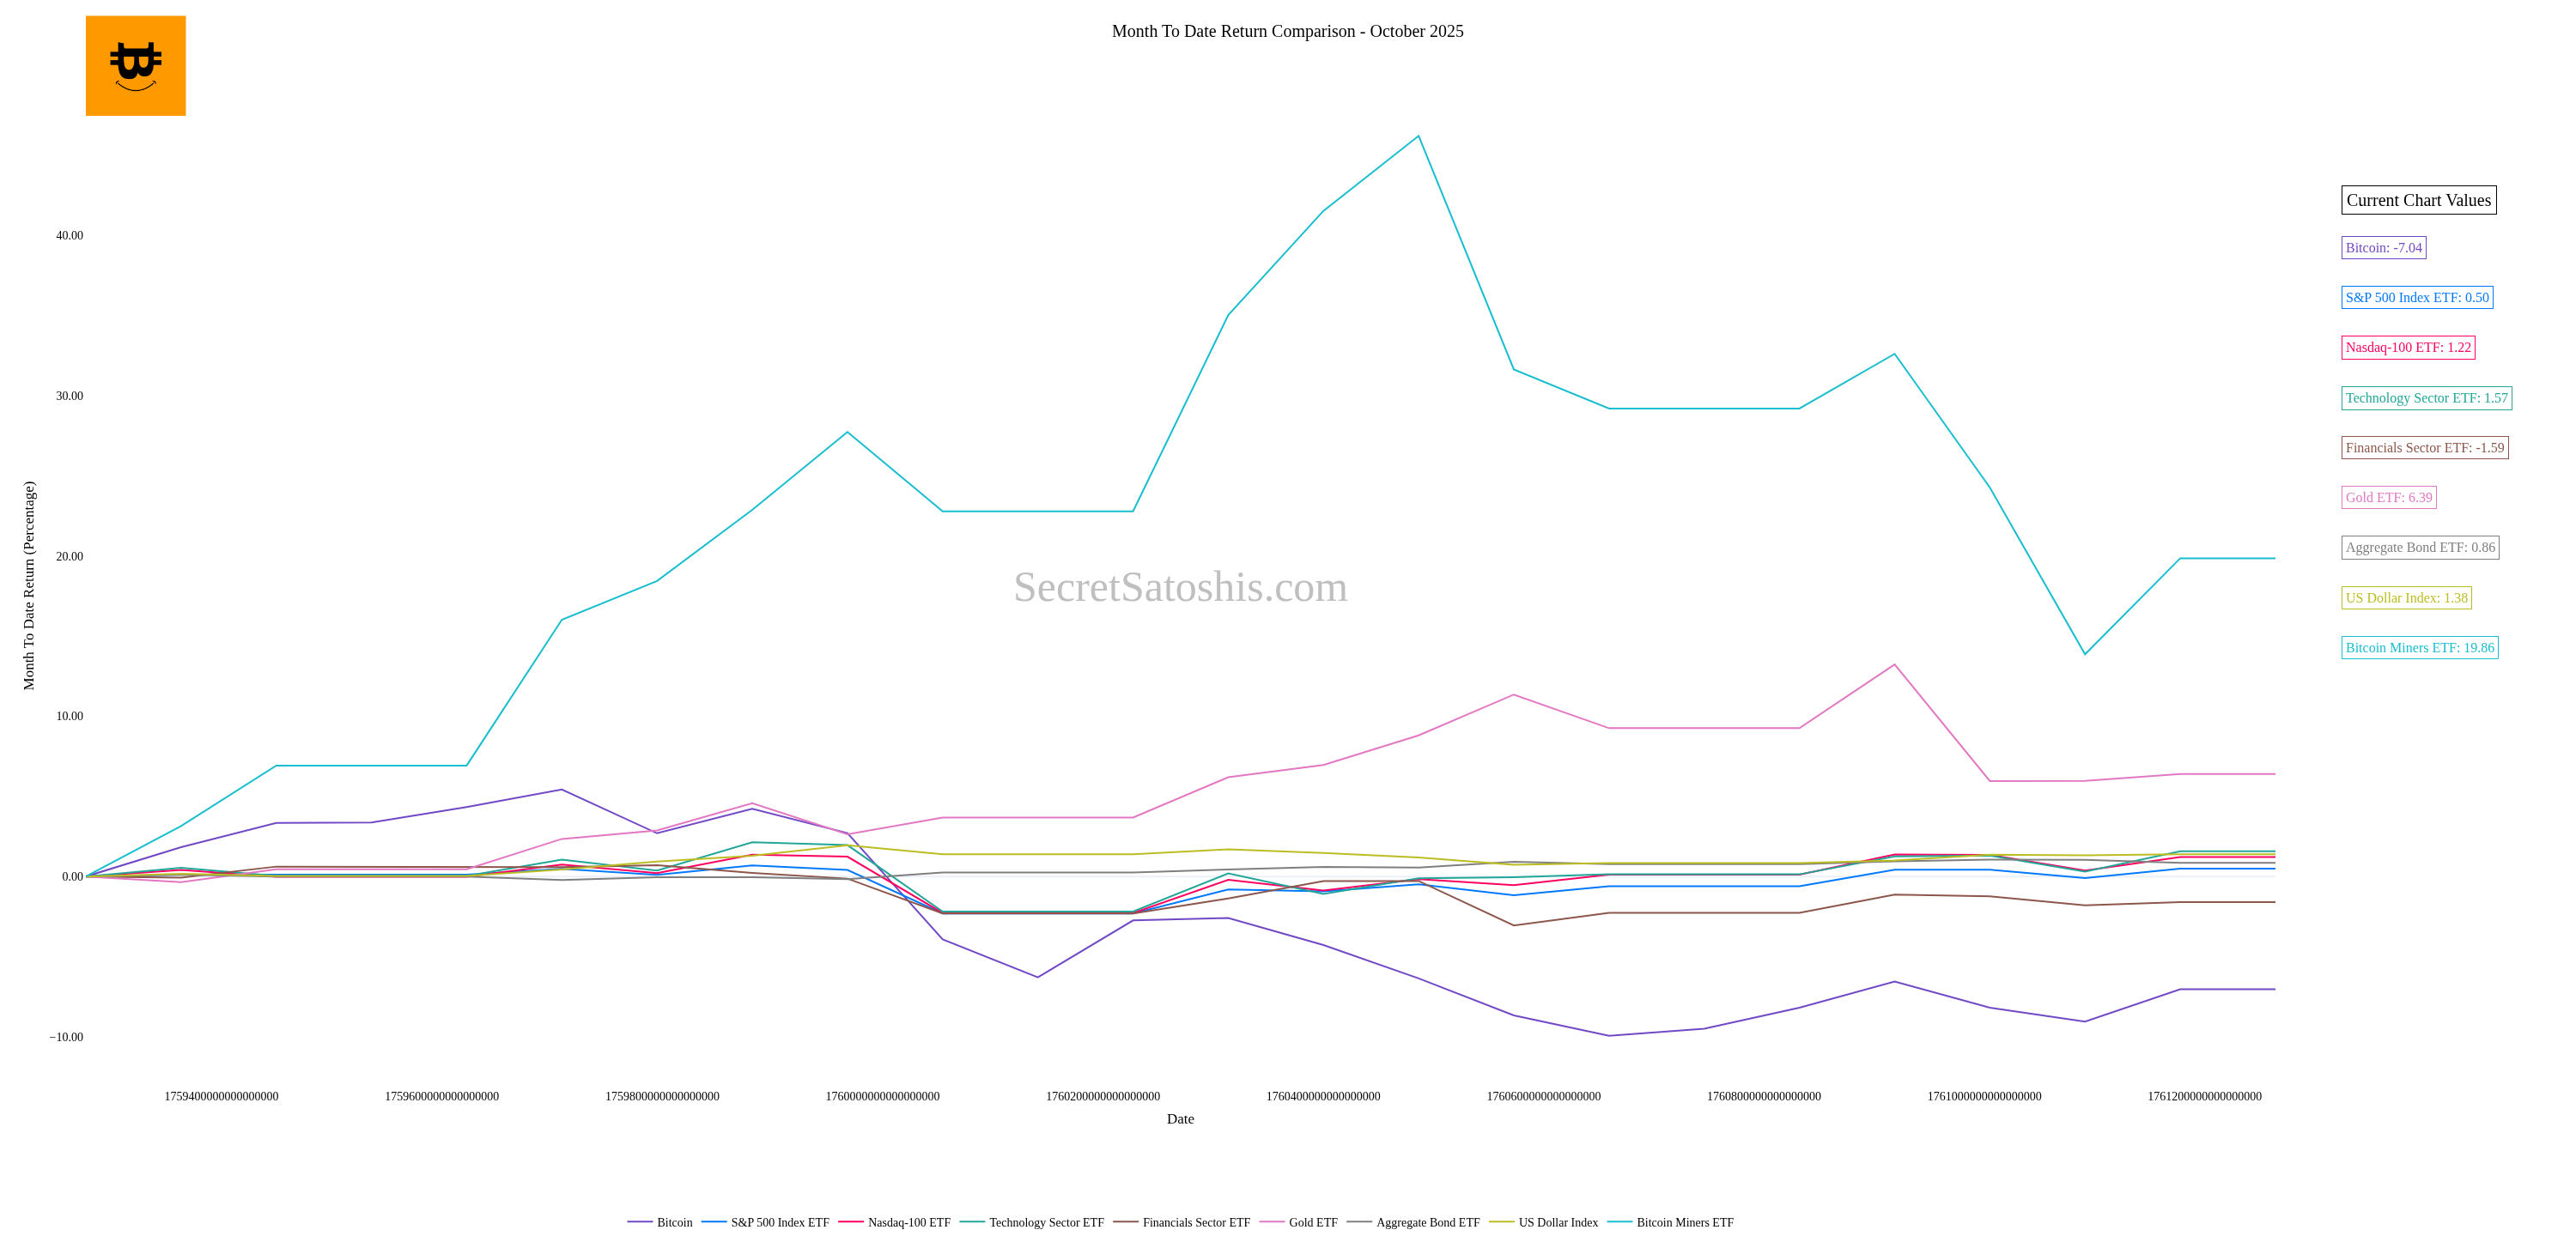 Month To Date Return Comparison - October 2025
Current Chart Values
Bitcoin: -7.04
S&P 500 Index ETF: 0.50
Nasdaq-100 ETF: 1.22
Technology Sector ETF: 1.57
Financials Sector ETF: -1.59
Gold ETF: 6.39
Aggregate Bond ETF: 0.86
US Dollar Index: 1.38
Bitcoin Miners ETF: 19.86
Month To Date Return (Percentage)
40.00
30.00
20.00
10.00
0.00
−10.00
SecretSatoshis.com
1759400000000000000 1759600000000000000 1759800000000000000 1760000000000000000 1760200000000000000 1760400000000000000 1760600000000000000 1760800000000000000 1761000000000000000 1761200000000000000
Date
Bitcoin S&P 500 Index ETF Nasdaq-100 ETF Technology Sector ETF Financials Sector ETF Gold ETF Aggregate Bond ETF US Dollar Index Bitcoin Miners ETF